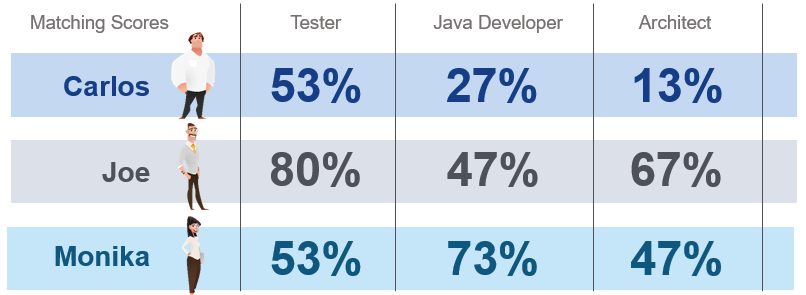 Matching Scores Tester Java Developer Architect
Carlos 53% 27% 13%
Joe 80% 47% 67%
Monika 53% 73% 47%